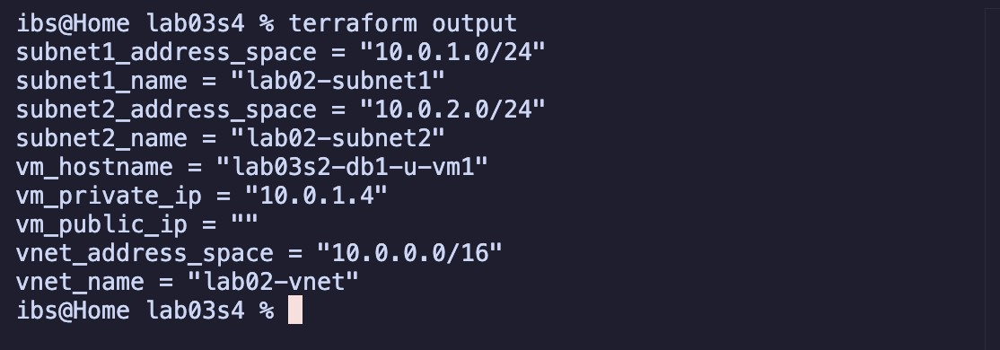 ibs@Home lab03s4 % terraform output
subnet1_address_space = "10.0.1.0/24"
subnet1_name = "lab02-subnet1"
subnet2_address_space = "10.0.2.0/24"
subnet2_name = "lab02-subnet2"
vm_hostname = "lab03s2-db1-u-vm1"
vm_private_ip = "10.0.1.4"
vm_public_ip = ""
vnet_address_space = "10.0.0.0/16"
vnet_name = "lab02-vnet"
ibs@Home lab03s4 %